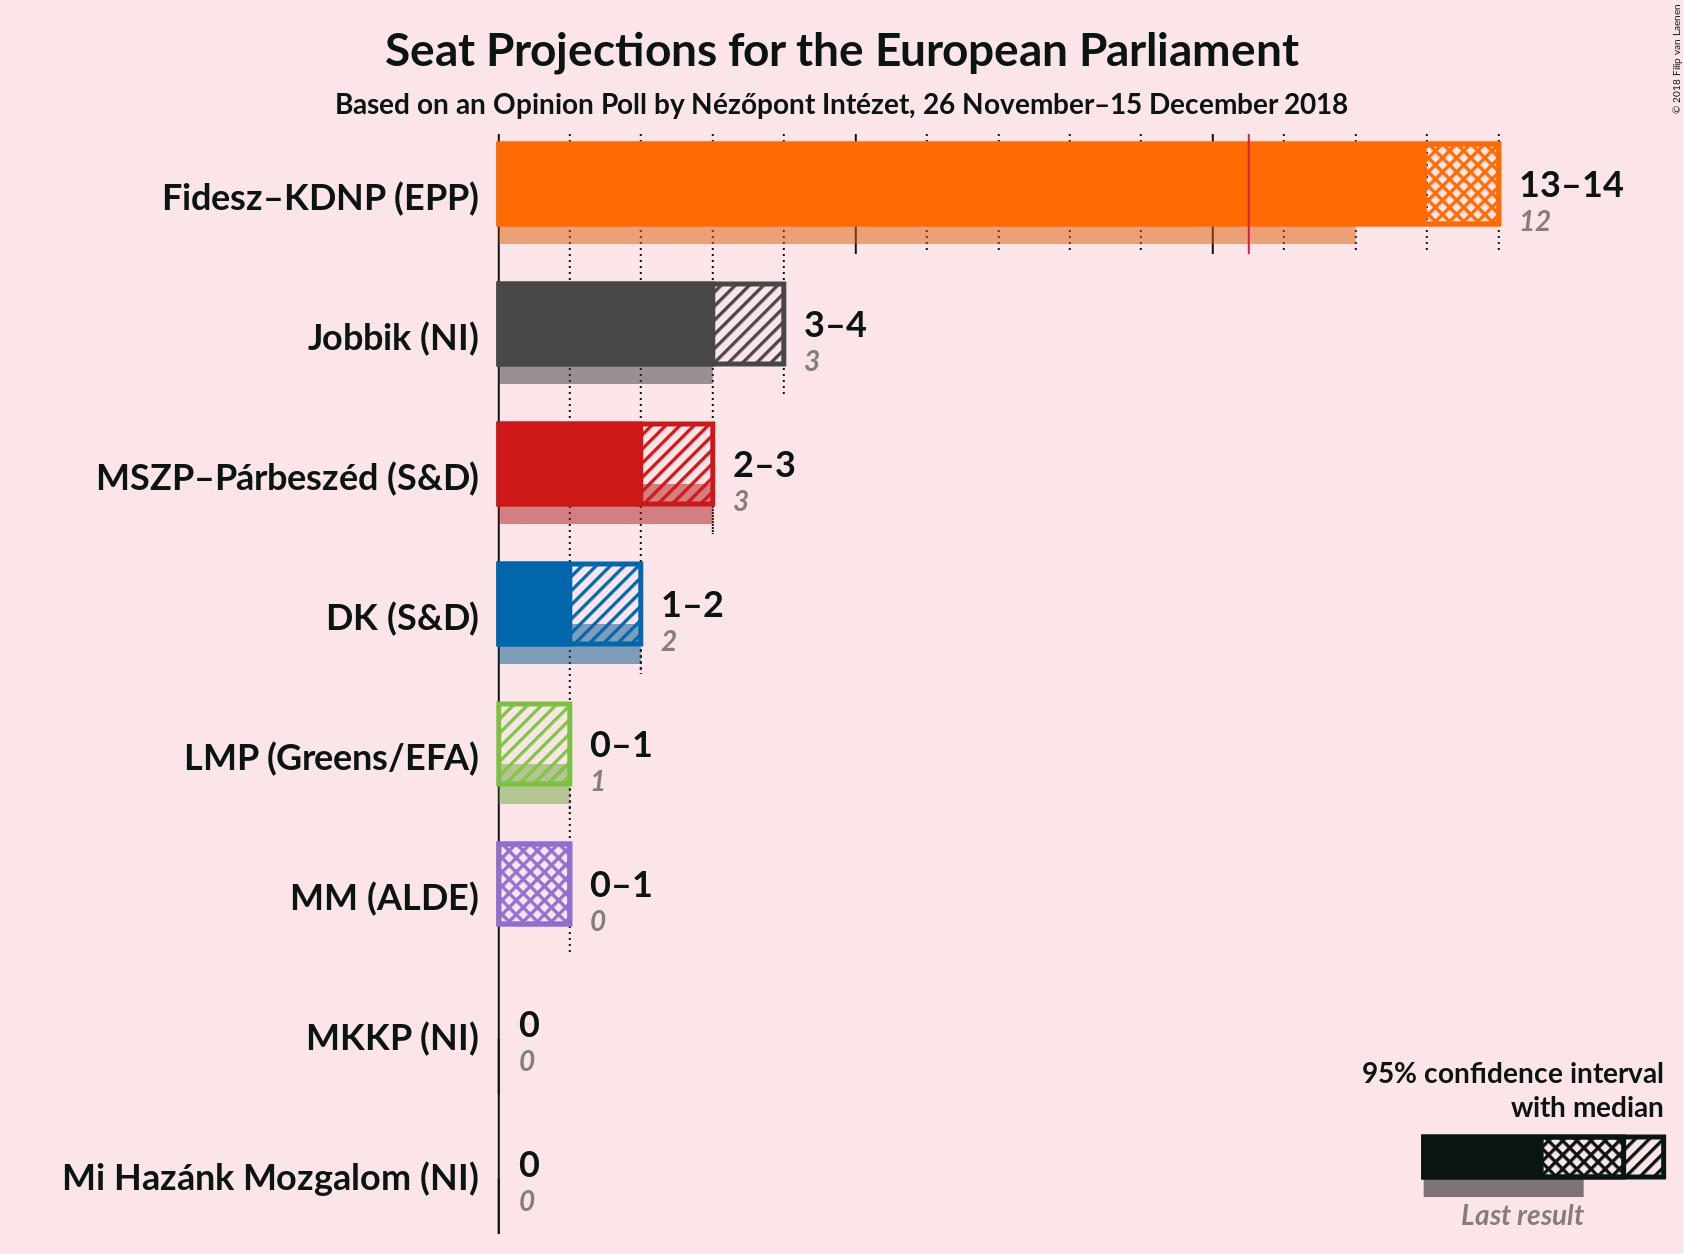 Seat Projections for the European Parliament
Based on an Opinion Poll by Nézőpont Intézet, 26 November–15 December 2018
© 2018 Filip van Laenen
Fidesz–KDNP (EPP)
13–14
12
Jobbik (NI)
3–4
3
MSZP–Párbeszéd (S&D)
2–3
3
DK (S&D)
1–2
2
LMP (Greens/EFA)
0–1
1
MM (ALDE)
0–1
0
MKKP (NI)
0
0
Mi Hazánk Mozgalom (NI)
0
0
95% confidence interval
with median
Last result